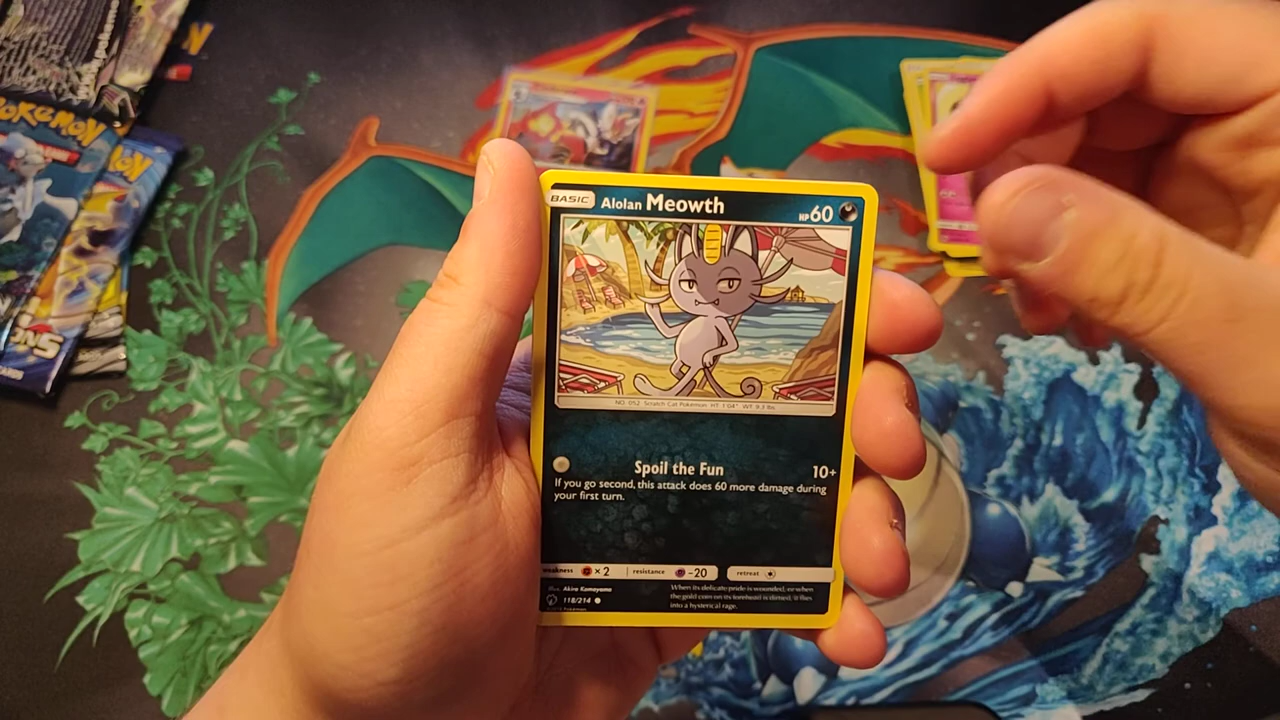 POKEMON
BASIC Alolan Meowth HP 60
NO. 052 Scratch Cat Pokémon HT: 1'04" WT: 9.3 lbs
Spoil the Fun 10+
If you go second, this attack does 60 more damage during
your first turn.
weakness ×2 resistance -20 retreat
Illus. Akira Komayama
118/214
When its delicate pride is wounded, or when
the gold coin on its forehead is dirtied, it flies
into a hysterical rage.